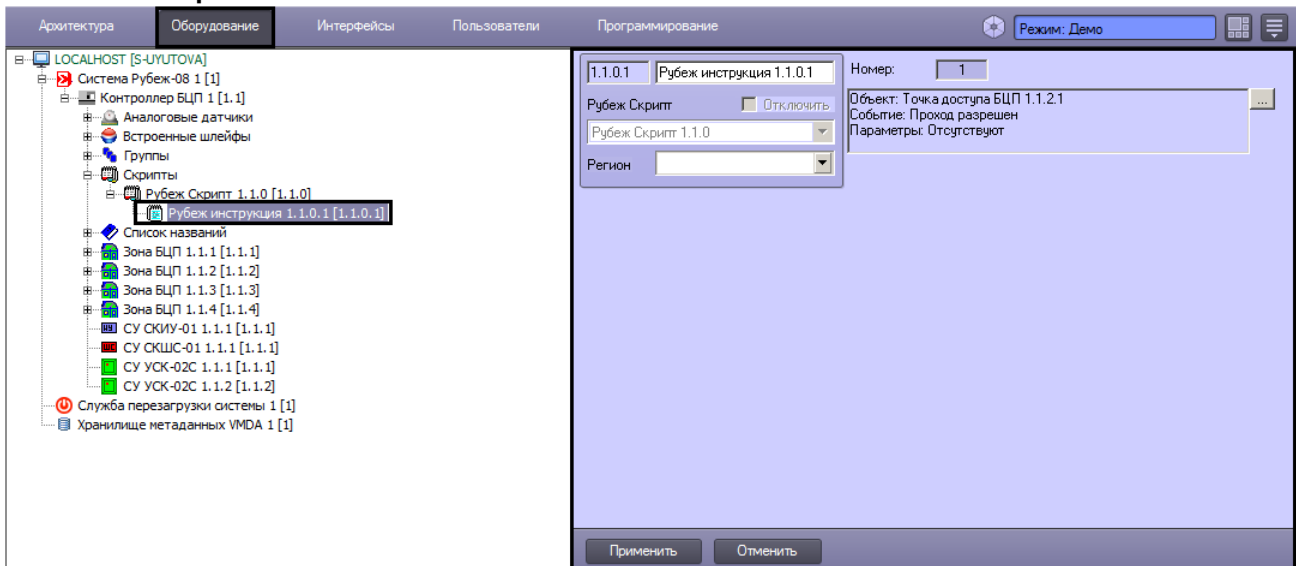 Архитектура Оборудование Интерфейсы Пользователи Программирование Режим: Демо
LOCALHOST [S-UYUTOVA]
Система Рубеж-08 1 [1]
Контроллер БЦП 1 [1.1]
Аналоговые датчики
Встроенные шлейфы
Группы
Скрипты
Рубеж Скрипт 1.1.0 [1.1.0]
Рубеж инструкция 1.1.0.1 [1.1.0.1]
Список названий
Зона БЦП 1.1.1 [1.1.1]
Зона БЦП 1.1.2 [1.1.2]
Зона БЦП 1.1.3 [1.1.3]
Зона БЦП 1.1.4 [1.1.4]
СУ СКИУ-01 1.1.1 [1.1.1]
СУ СКШС-01 1.1.1 [1.1.1]
СУ УСК-02С 1.1.1 [1.1.1]
СУ УСК-02С 1.1.2 [1.1.2]
Служба перезагрузки системы 1 [1]
Хранилище метаданных VMDA 1 [1]
1.1.0.1 Рубеж инструкция 1.1.0.1
Рубеж Скрипт Отключить
Рубеж Скрипт 1.1.0
Регион
Номер: 1
Объект: Точка доступа БЦП 1.1.2.1
...
Событие: Проход разрешен
Параметры: Отсутствуют
Применить Отменить